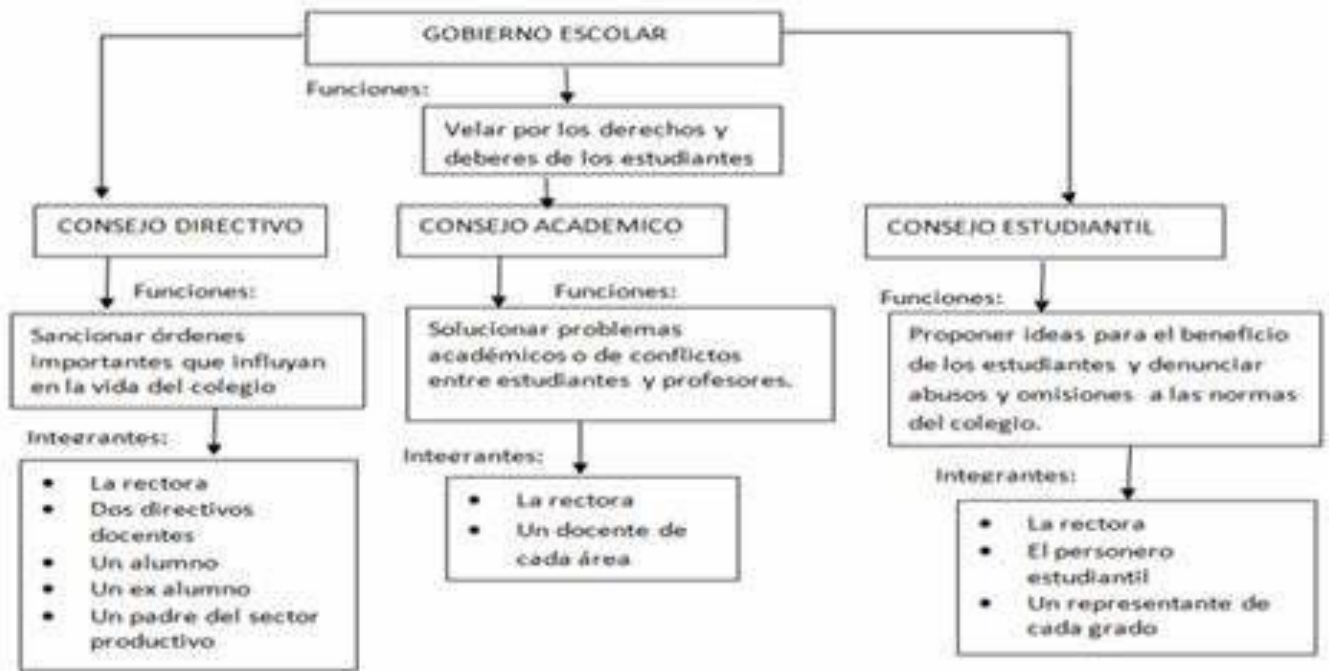 GOBIERNO ESCOLAR
Funciones:
Velar por los derechos y
deberes de los estudiantes
CONSEJO DIRECTIVO
Funciones:
Sancionar órdenes
importantes que influyan
en la vida del colegio
Integrantes:
• La rectora
• Dos directivos
docentes
• Un alumno
• Un ex alumno
• Un padre del sector
productivo
CONSEJO ACADEMICO
Funciones:
Solucionar problemas
académicos o de conflictos
entre estudiantes y profesores.
Integrantes:
• La rectora
• Un docente de
cada área
CONSEJO ESTUDIANTIL
Funciones:
Proponer ideas para el beneficio
de los estudiantes y denunciar
abusos y omisiones a las normas
del colegio.
Integrantes:
• La rectora
• El personero
estudiantil
• Un representante de
cada grado